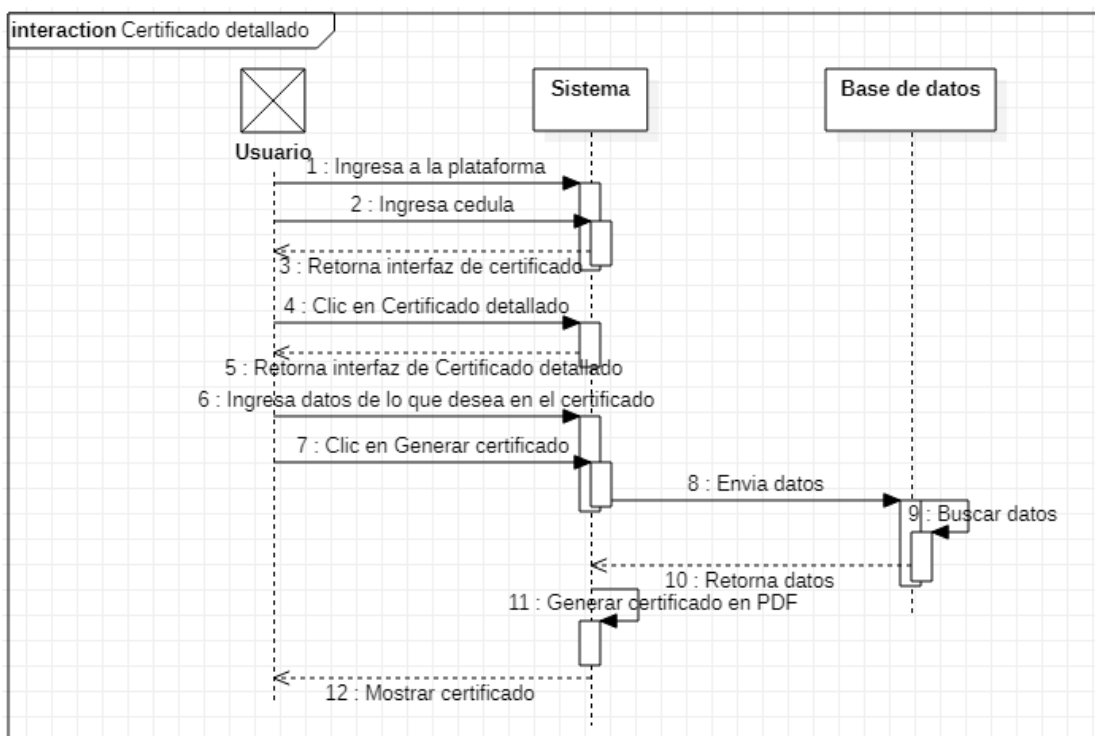 interaction Certificado detallado
Sistema
Base de datos
Usuario
1 : Ingresa a la plataforma
2 : Ingresa cedula
3 : Retorna interfaz de certificado
4 : Clic en Certificado detallado
5 : Retorna interfaz de Certificado detallado
6 : Ingresa datos de lo que desea en el certificado
7 : Clic en Generar certificado
8 : Envia datos
9 : Buscar datos
10 : Retorna datos
11 : Generar certificado en PDF
12 : Mostrar certificado